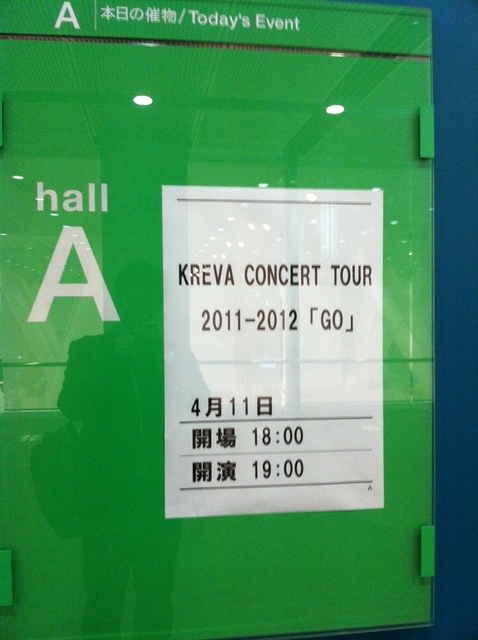 A 本日の催物/Today's Event
hall
A
KREVA CONCERT TOUR
2011-2012「GO」
4月11日
開場 18:00
開演 19:00
A